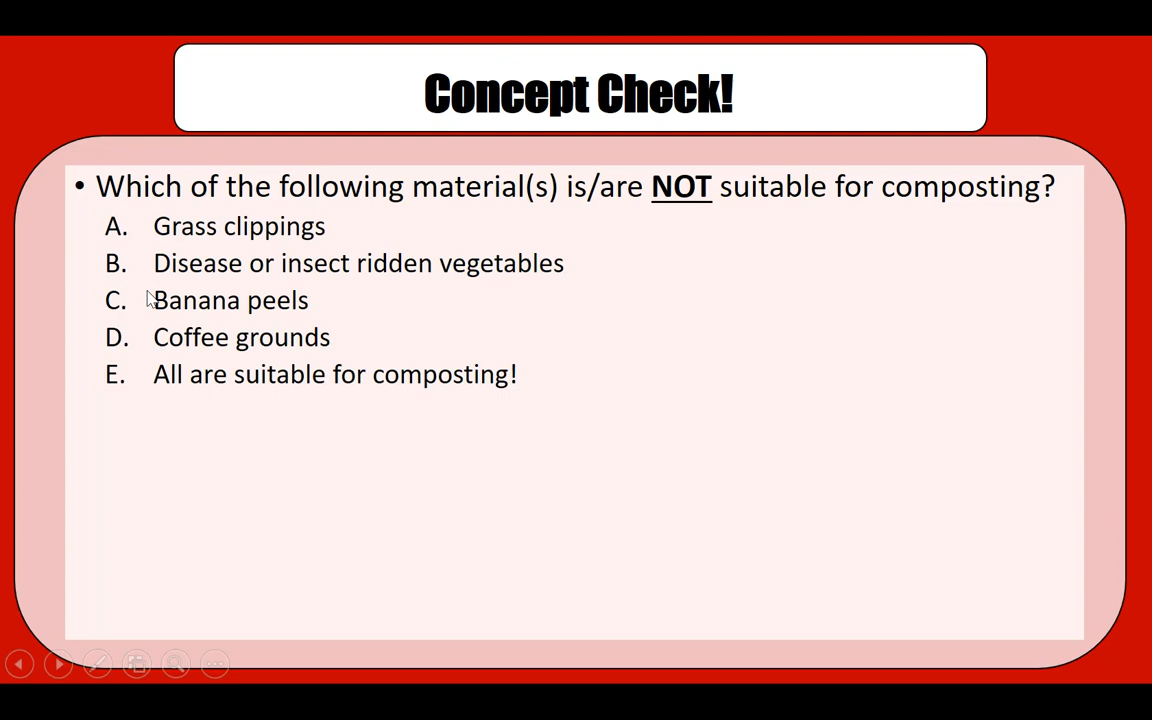 Concept Check!
• Which of the following material(s) is/are NOT suitable for composting?
A. Grass clippings
B. Disease or insect ridden vegetables
C. Banana peels
D. Coffee grounds
E. All are suitable for composting!